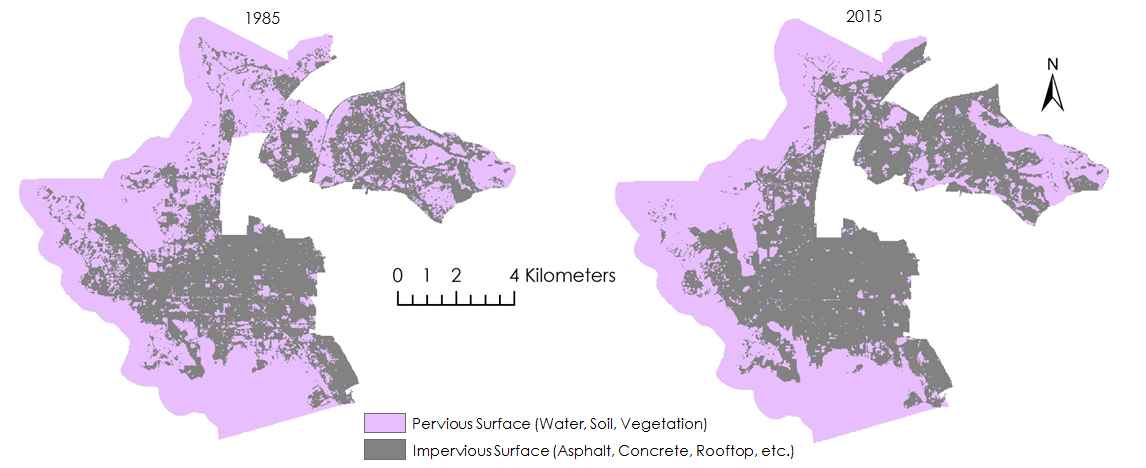 1985
2015
N
0 1 2 4 Kilometers
Pervious Surface (Water, Soil, Vegetation)
Impervious Surface (Asphalt, Concrete, Rooftop, etc.)